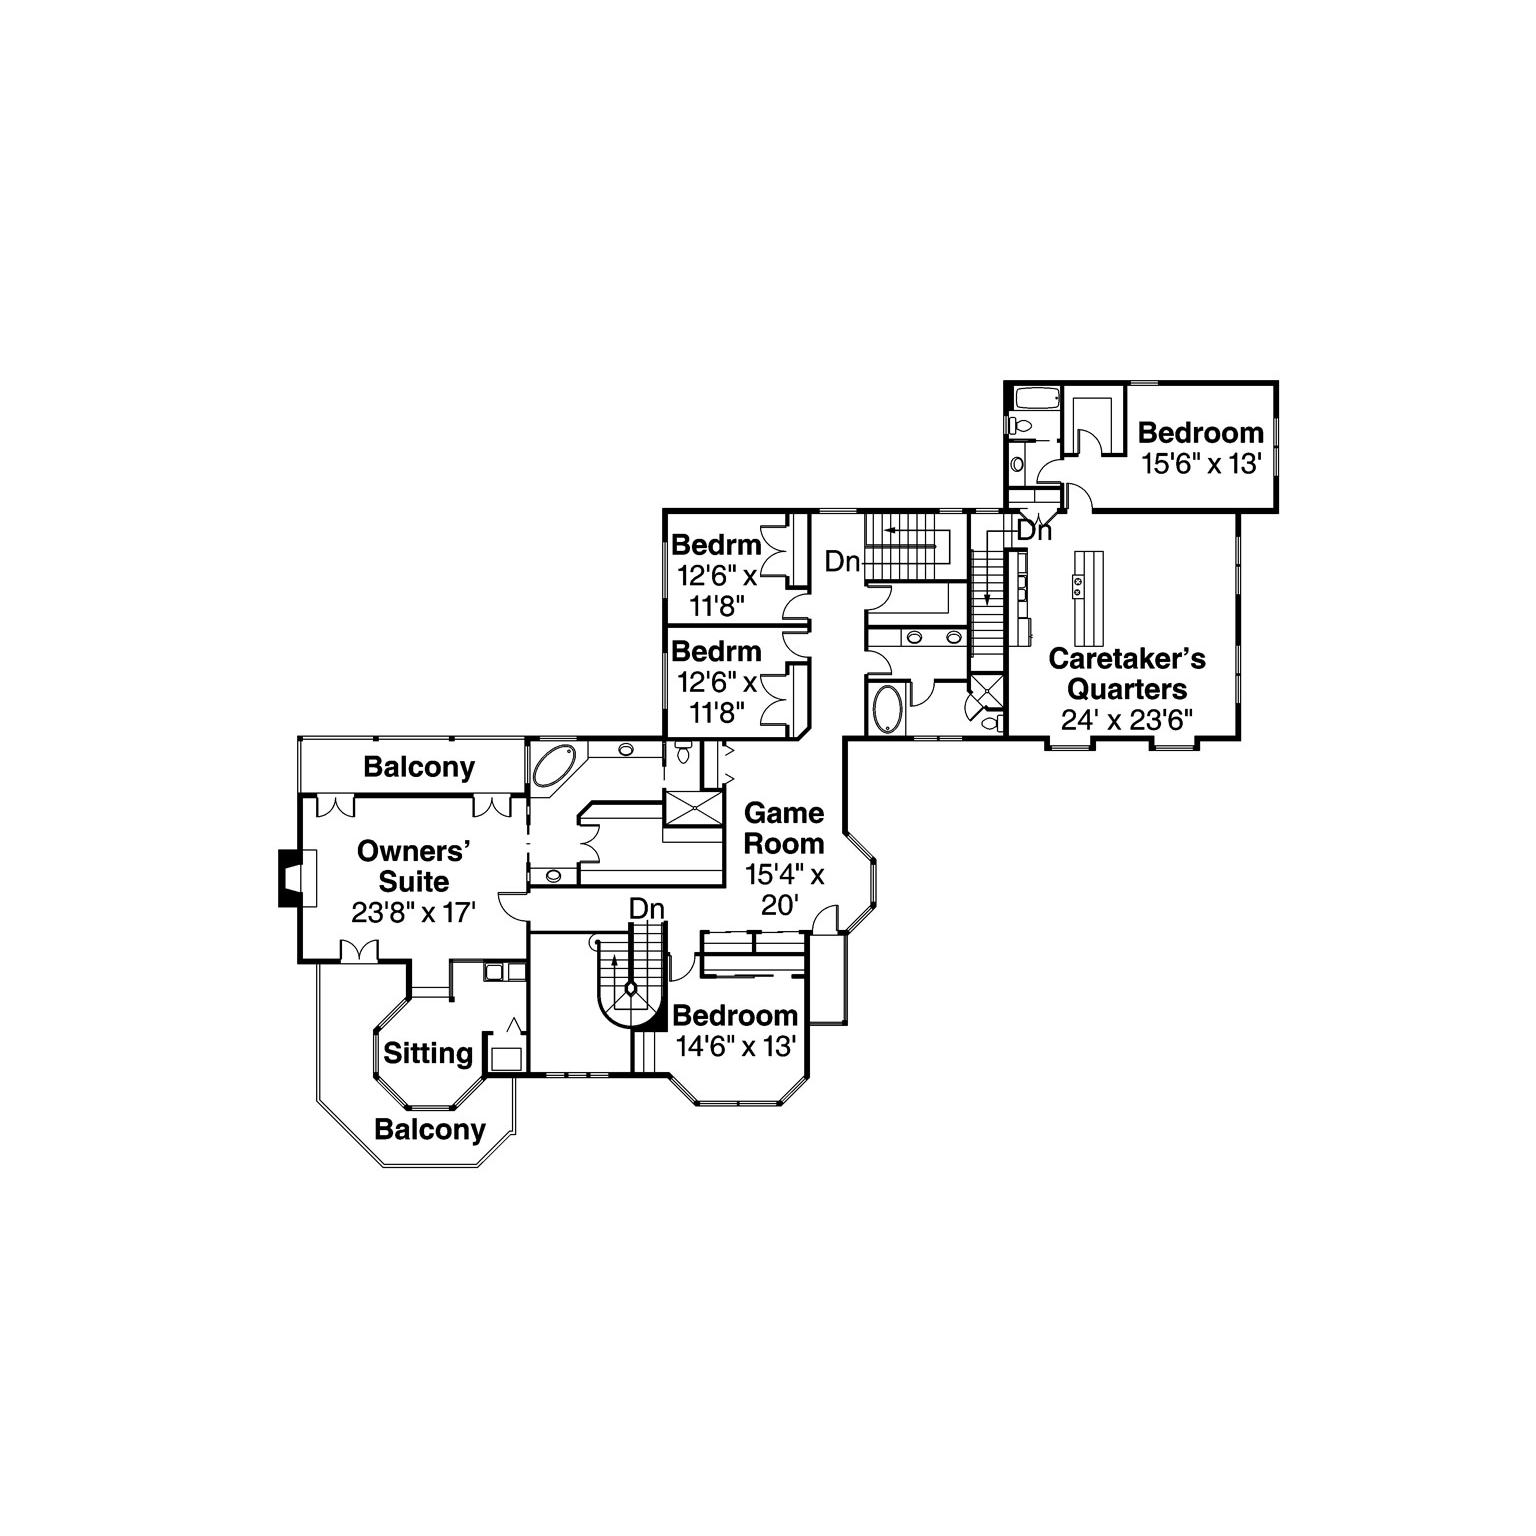 Bedroom
15'6" x 13'
Dn
Bedrm
12'6" x
11'8"
Dn
Bedrm
12'6" x
11'8"
Caretaker’s
Quarters
24' x 23'6"
Balcony
Game
Room
15'4" x
20'
Owners’
Suite
23'8" x 17'
Dn
Bedroom
14'6" x 13'
Sitting
Balcony